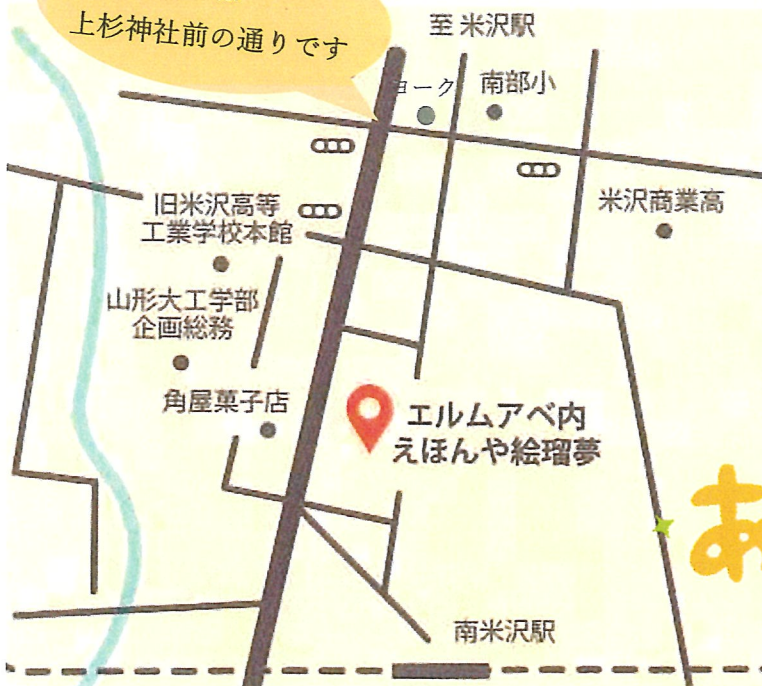 上杉神社前の通りです
至 米沢駅
ヨーク
南部小
米沢商業高
旧米沢高等
工業学校本館
山形大工学部
企画総務
角屋菓子店
エルムアベ内
えほんや絵瑠夢
あ
南米沢駅